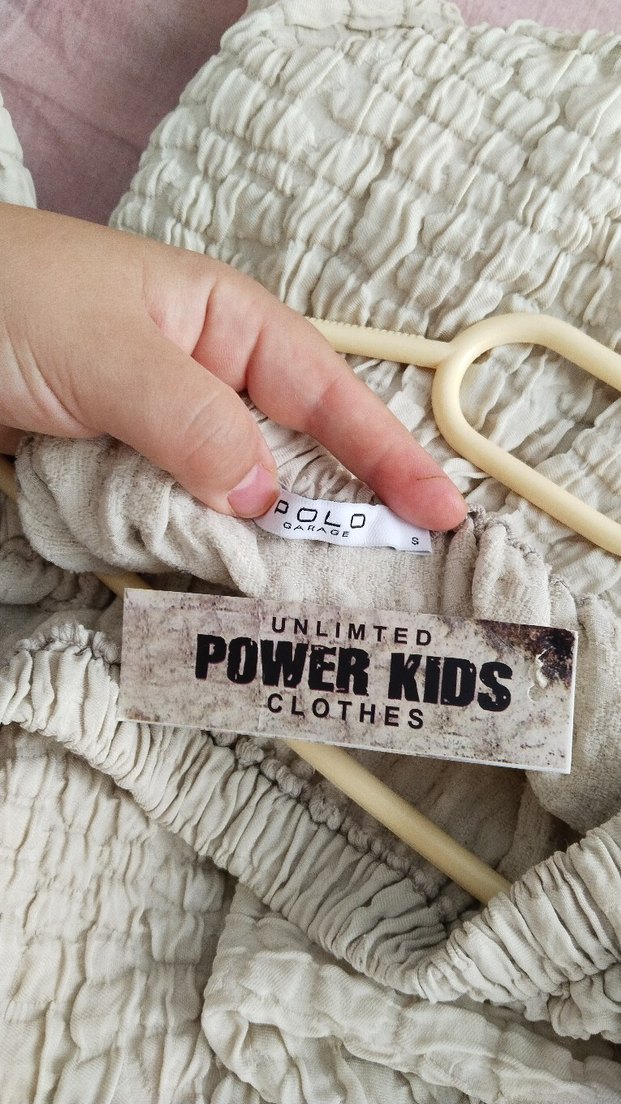 POLO
GARAGE
S
UNLIMTED
POWER KIDS
CLOTHES